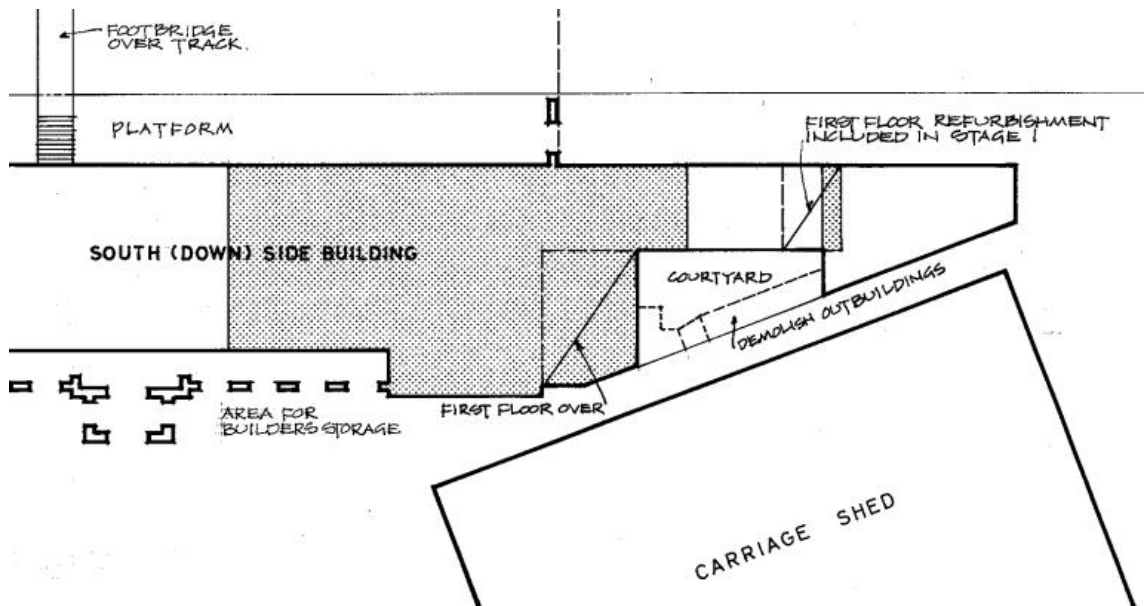 FOOTBRIDGE
OVER TRACK.
PLATFORM
FIRST FLOOR REFURBISHMENT
INCLUDED IN STAGE 1
SOUTH (DOWN) SIDE BUILDING
COURTYARD
DEMOLISH OUTBUILDINGS
FIRST FLOOR OVER
AREA FOR
BUILDERS STORAGE
CARRIAGE SHED